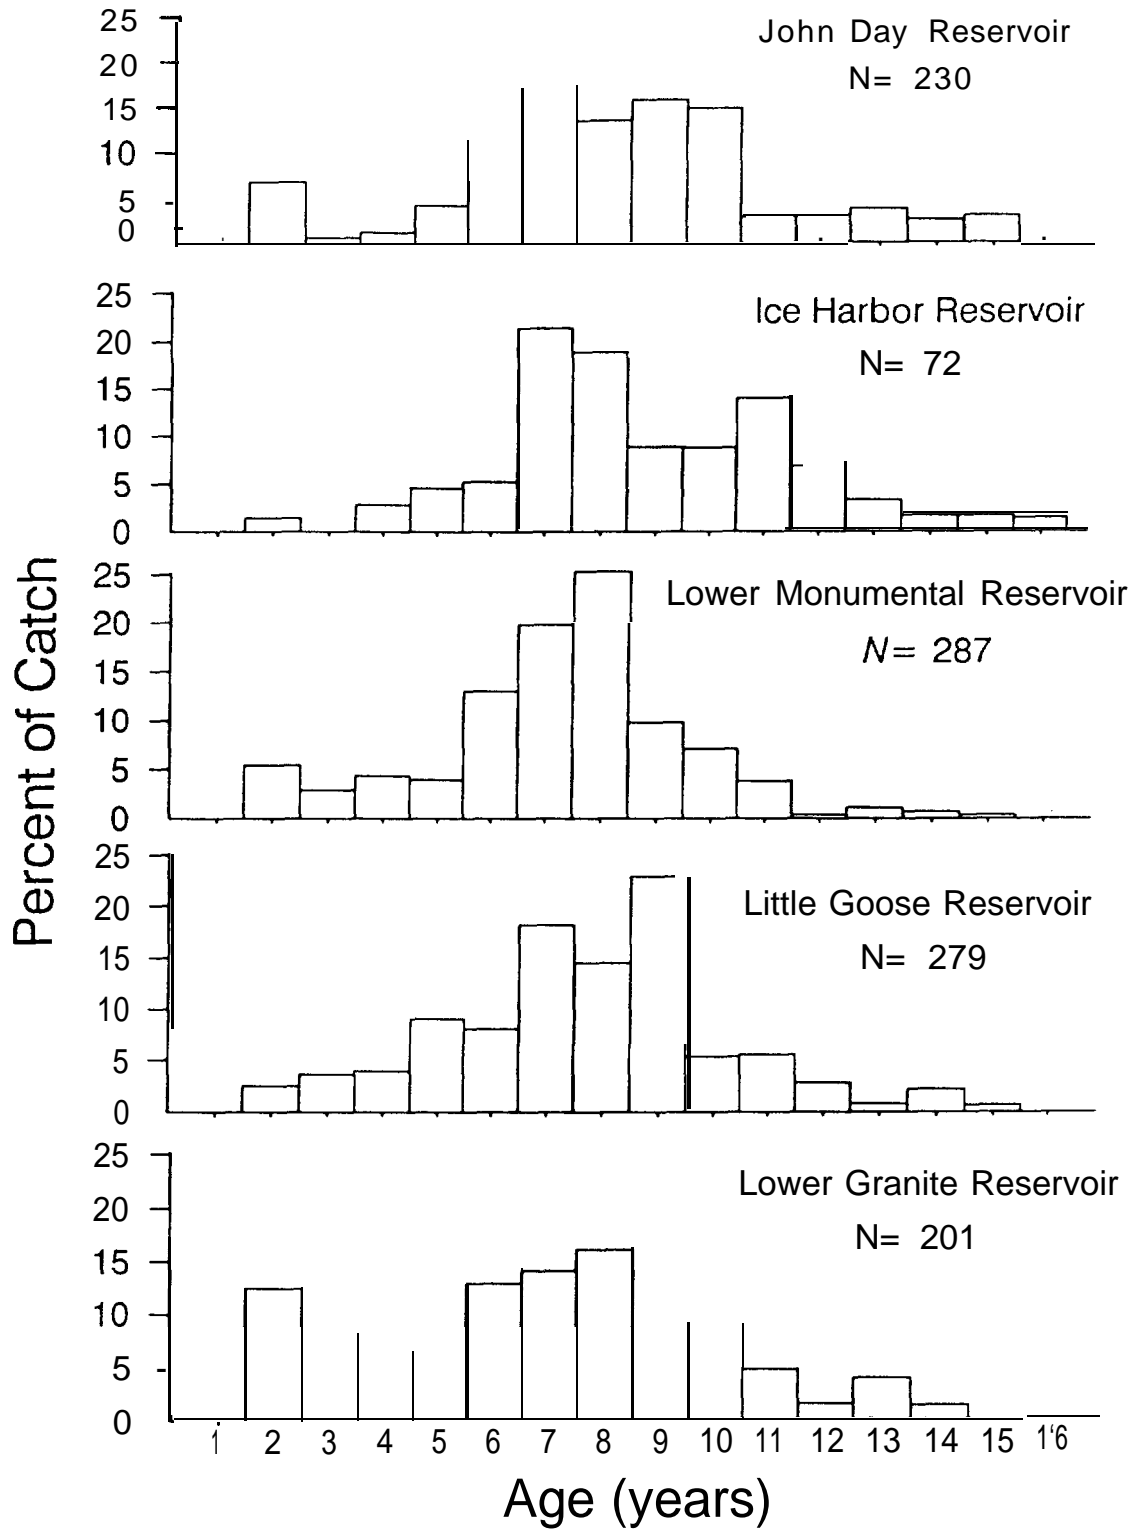 25
John Day Reservoir
20
N= 230
15
10
5
0
25
Ice Harbor Reservoir
20
N= 72
15
10
5
0
25
Lower Monumental Reservoir
20
N= 287
15
10
5
0
25
Little Goose Reservoir
20
N= 279
15
10
5
0
25
Lower Granite Reservoir
20
N= 201
15
10
5
0
Percent of Catch
1 2 3 4 5 6 7 8 9 10 11 12 13 14 15 1'6
Age (years)